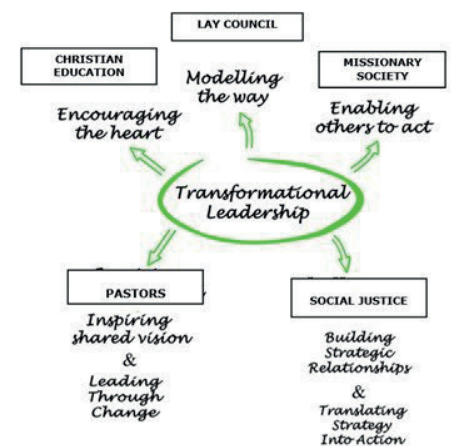 LAY COUNCIL
CHRISTIAN
EDUCATION
MISSIONARY
SOCIETY
Modelling
the way
Encouraging
the heart
Enabling
others to act
Transformational
Leadership
PASTORS
Inspiring
shared vision
&
Leading
Through
Change
SOCIAL JUSTICE
Building
Strategic
Relationships
&
Translating
Strategy
Into Action